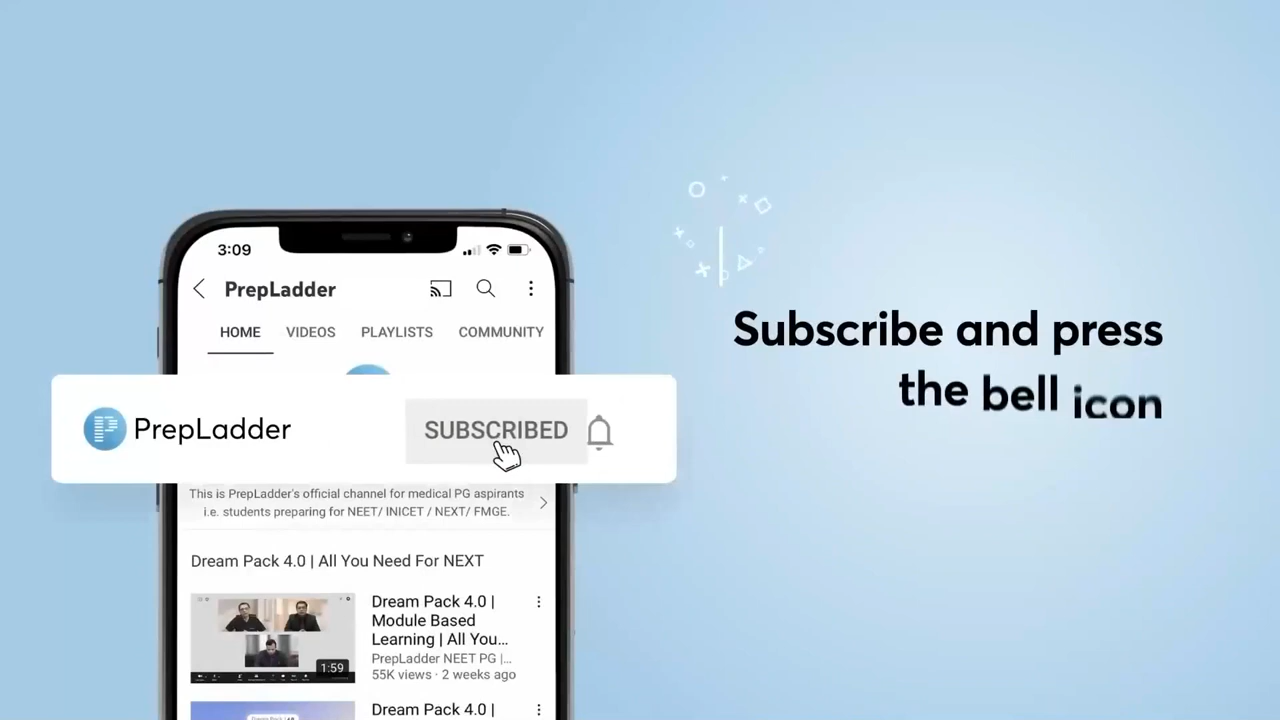 3:09
PrepLadder
HOME VIDEOS PLAYLISTS COMMUNITY
PrepLadder SUBSCRIBED
Subscribe and press
the bell icon
This is PrepLadder's official channel for medical PG aspirants
i.e. students preparing for NEET/ INICET / NEXT/ FMGE.
Dream Pack 4.0 | All You Need For NEXT
Dream Pack 4.0 |
Module Based
Learning | All You...
PrepLadder NEET PG |...
55K views · 2 weeks ago
1:59
Dream Pack 4.0 |